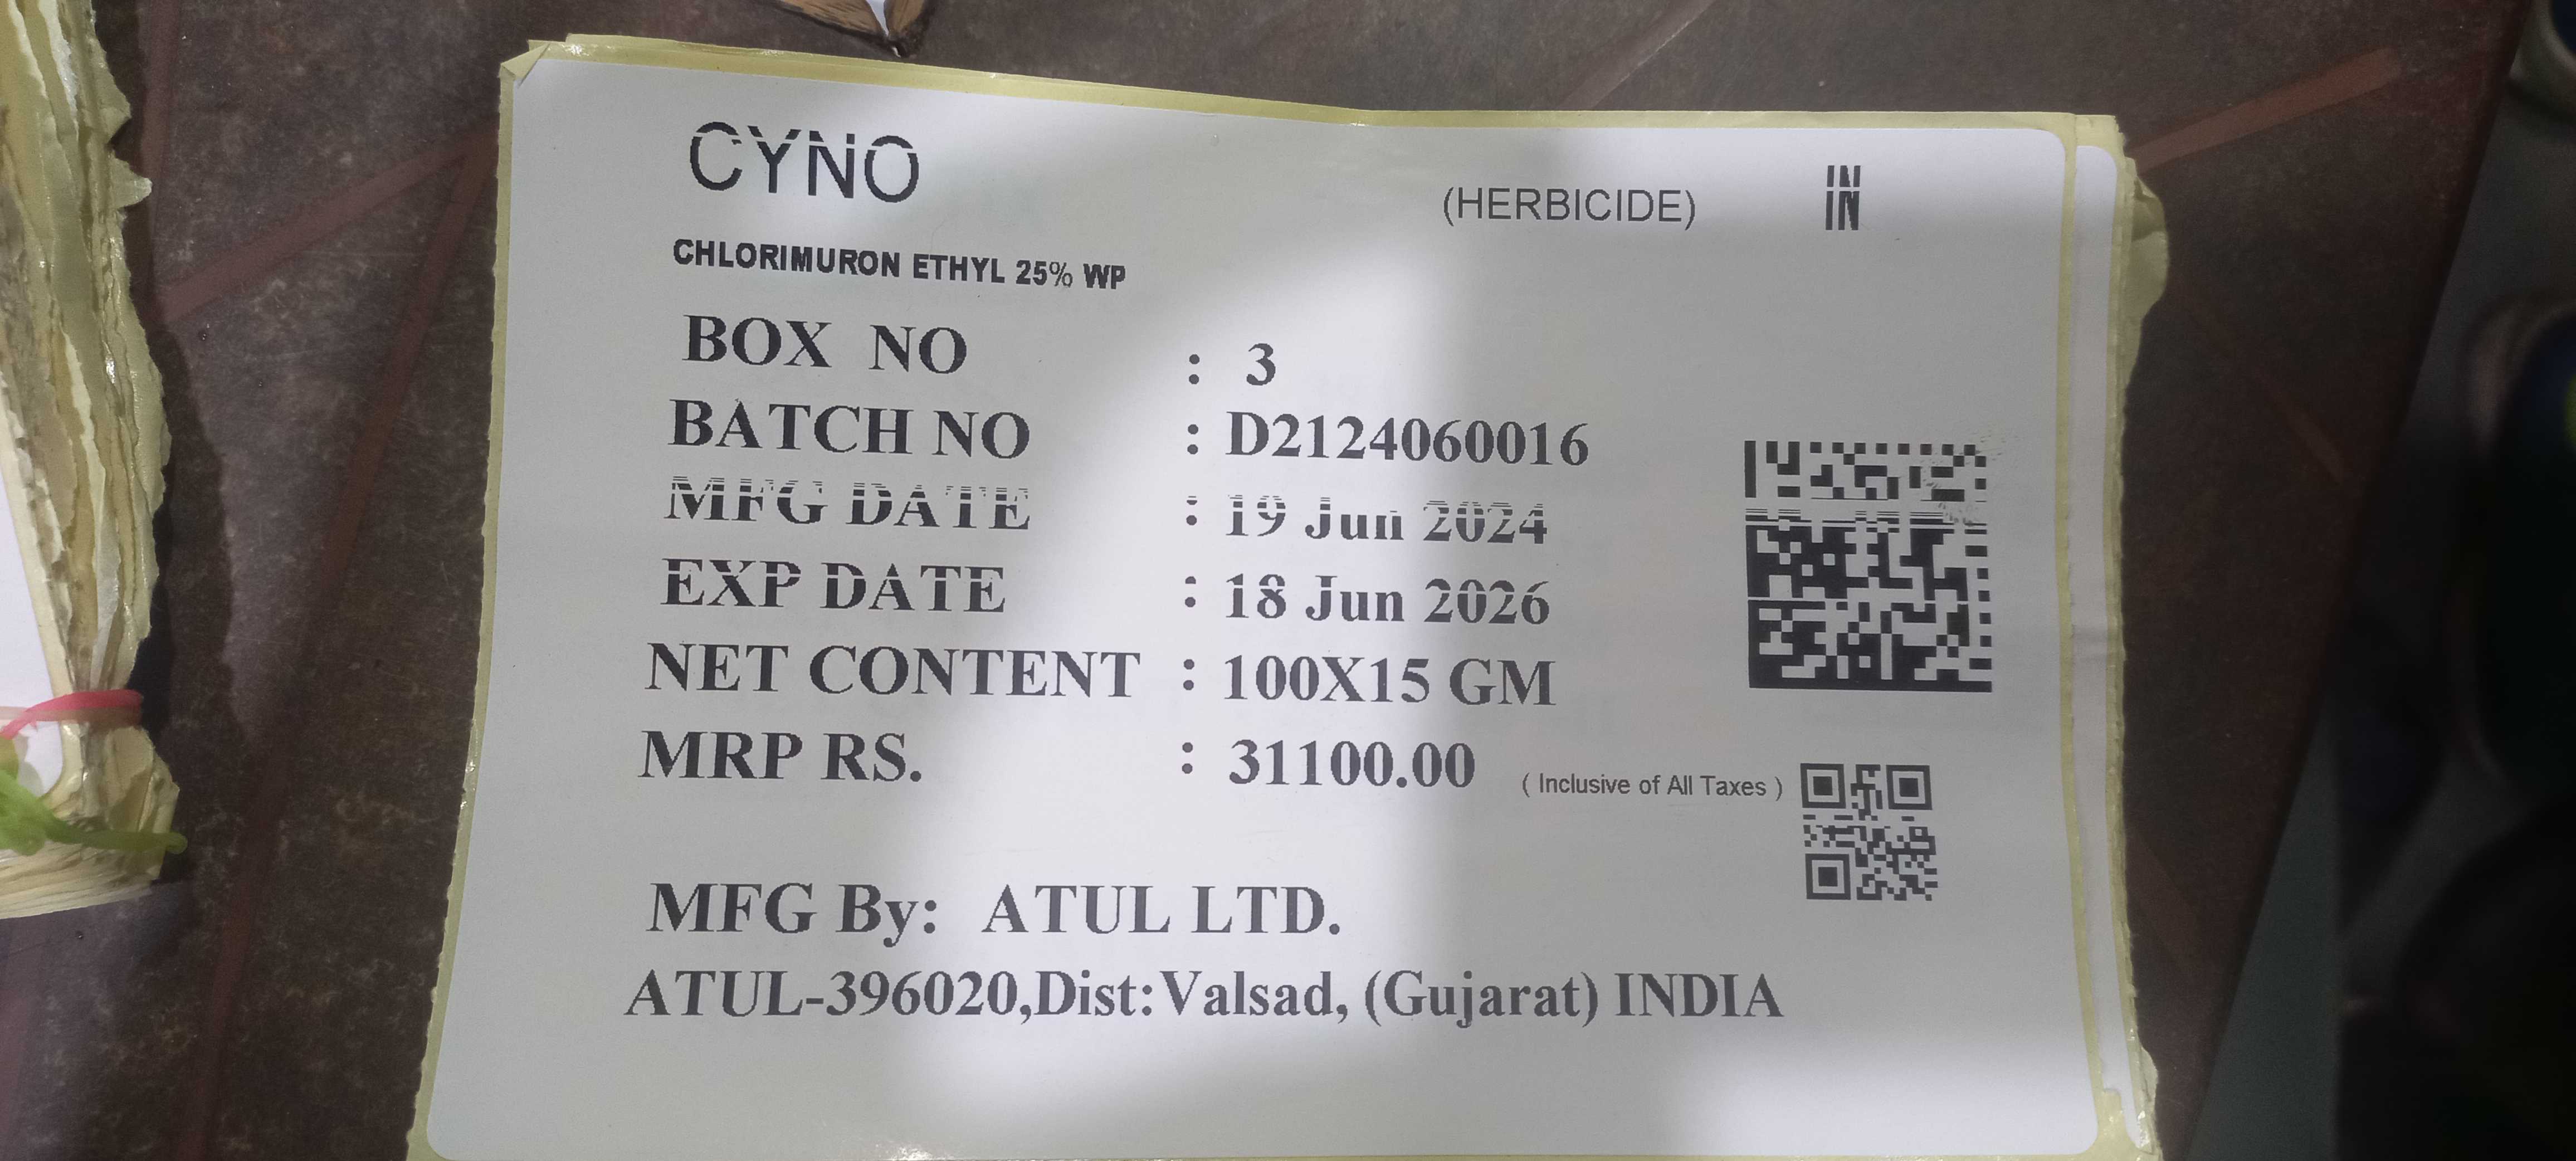 CYNO
(HERBICIDE) IN
CHLORIMURON ETHYL 25% WP
BOX NO : 3
BATCH NO : D2124060016
MFG DATE : 19 Jun 2024
EXP DATE : 18 Jun 2026
NET CONTENT : 100X15 GM
MRP RS. : 31100.00 ( Inclusive of All Taxes )
MFG By: ATUL LTD.
ATUL-396020,Dist:Valsad, (Gujarat) INDIA